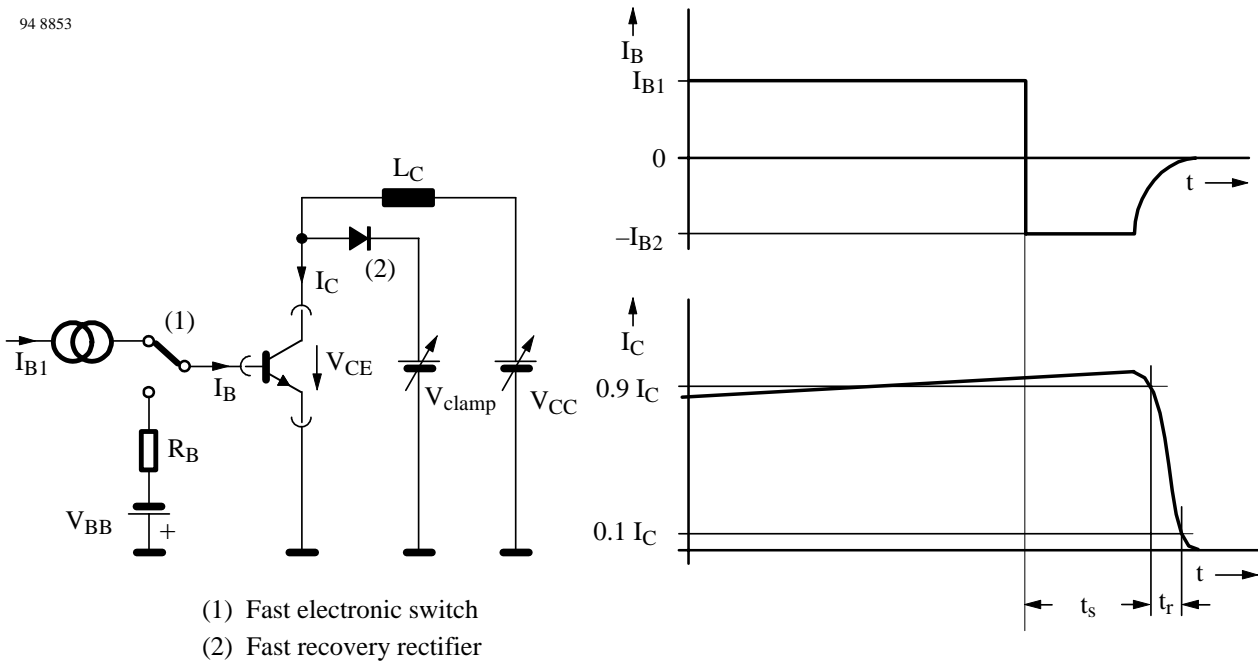 94 8853
I_B
I_B1
0
t
–I_B2
L_C
(2)
I_C
(1)
I_B1
I_B
V_CE
V_clamp
V_CC
R_B
V_BB
+
I_C
0.9 I_C
0.1 I_C
t
t_s
t_r
(1) Fast electronic switch
(2) Fast recovery rectifier